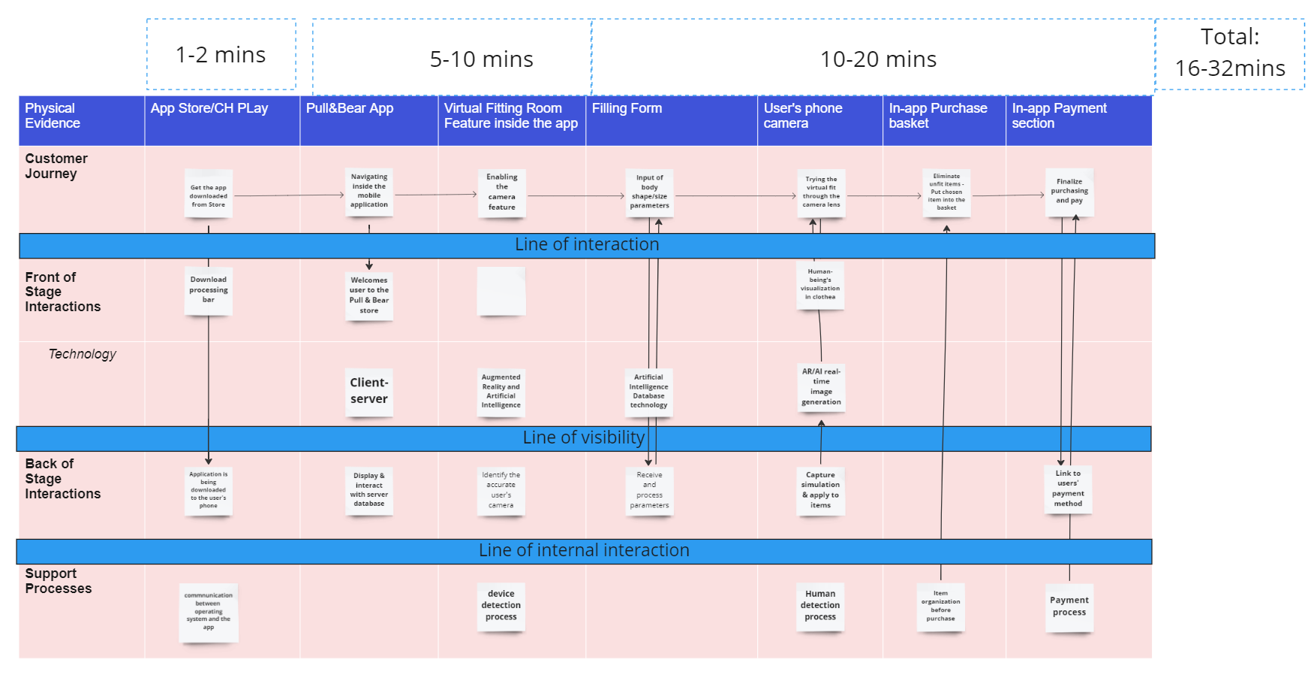 1-2 mins
5-10 mins
10-20 mins
Total:
16-32mins
Physical
Evidence
App Store/CH PLay
Pull&Bear App
Virtual Fitting Room
Feature inside the app
Filling Form
User's phone
camera
In-app Purchase
basket
In-app Payment
section
Customer
Journey
Get the app
downloaded
from Store
Navigating
inside the
mobile
application
Enabling
the
camera
feature
Input of
body
shape/size
parameters
Trying the
virtual fit
through the
camera lens
Eliminate
unfit items -
Put chosen
item into the
basket
Finalize
purchasing
and pay
Line of interaction
Front of
Stage
Interactions
Download
processing
bar
Welcomes
user to the
Pull & Bear
store
Human-
being's
visualization
in clothea
Technology
Client-
server
Augmented
Reality and
Artificial
Intelligence
Artificial
Intelligence
Database
technology
AR/AI real-
time
image
generation
Line of visibility
Back of
Stage
Interactions
Application is
being
downloaded
to the user's
phone
Display &
interact
with server
database
Identify the
accurate
user's
camera
Receive
and
process
parameters
Capture
simulation
& apply to
items
Link to
users'
payment
method
Line of internal interaction
Support
Processes
commnunication
between
operating
system and the
app
device
detection
process
Human
detection
process
Item
organization
before
purchase
Payment
process